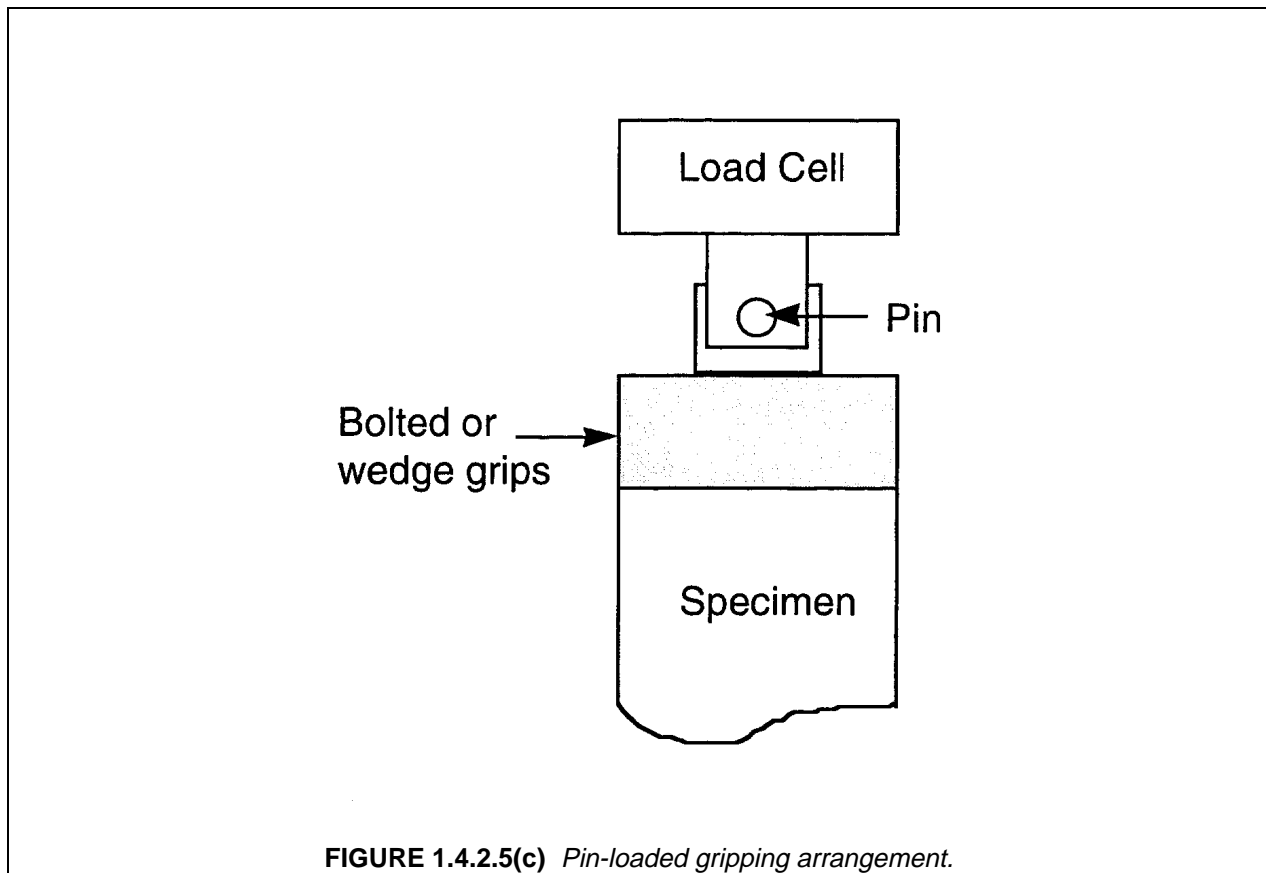 Load Cell
Pin
Bolted or
wedge grips
Specimen
FIGURE 1.4.2.5(c) Pin-loaded gripping arrangement.